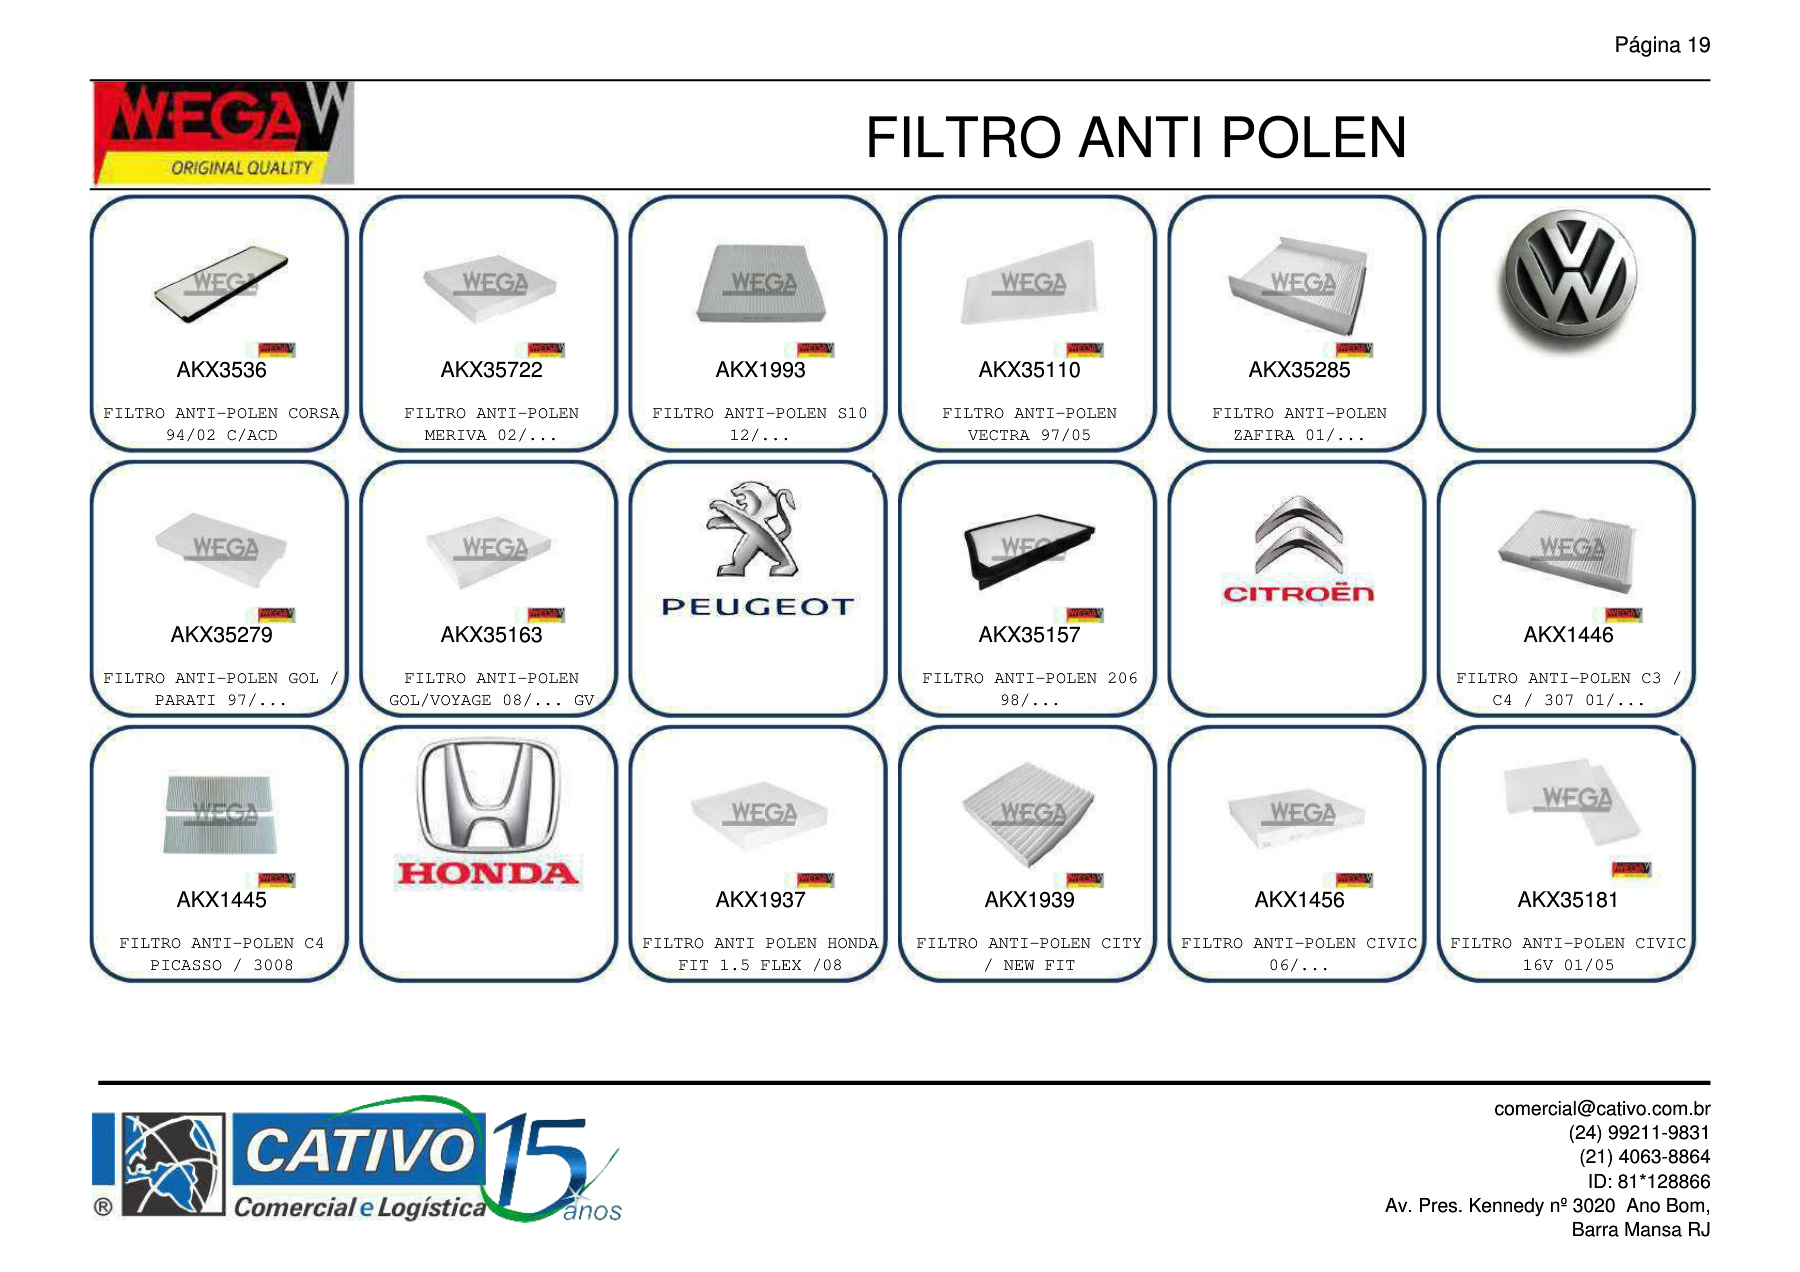 Página 19
WEGA W
ORIGINAL QUALITY
FILTRO ANTI POLEN
WEGA
AKX3536
FILTRO ANTI-POLEN CORSA
94/02 C/ACD
WEGA
AKX35722
FILTRO ANTI-POLEN
MERIVA 02/...
WEGA
AKX1993
FILTRO ANTI-POLEN S10
12/...
WEGA
AKX35110
FILTRO ANTI-POLEN
VECTRA 97/05
WEGA
AKX35285
FILTRO ANTI-POLEN
ZAFIRA 01/...
WEGA
AKX35279
FILTRO ANTI-POLEN GOL /
PARATI 97/...
WEGA
AKX35163
FILTRO ANTI-POLEN
GOL/VOYAGE 08/... GV
PEUGEOT
WEGA
AKX35157
FILTRO ANTI-POLEN 206
98/...
CITROËN
WEGA
AKX1446
FILTRO ANTI-POLEN C3 /
C4 / 307 01/...
WEGA
AKX1445
FILTRO ANTI-POLEN C4
PICASSO / 3008
HONDA
WEGA
AKX1937
FILTRO ANTI POLEN HONDA
FIT 1.5 FLEX /08
WEGA
AKX1939
FILTRO ANTI-POLEN CITY
/ NEW FIT
WEGA
AKX1456
FILTRO ANTI-POLEN CIVIC
06/...
WEGA
AKX35181
FILTRO ANTI-POLEN CIVIC
16V 01/05
CATIVO 15
® Comercial e Logística anos
comercial@cativo.com.br
(24) 99211-9831
(21) 4063-8864
ID: 81*128866
Av. Pres. Kennedy nº 3020 Ano Bom,
Barra Mansa RJ